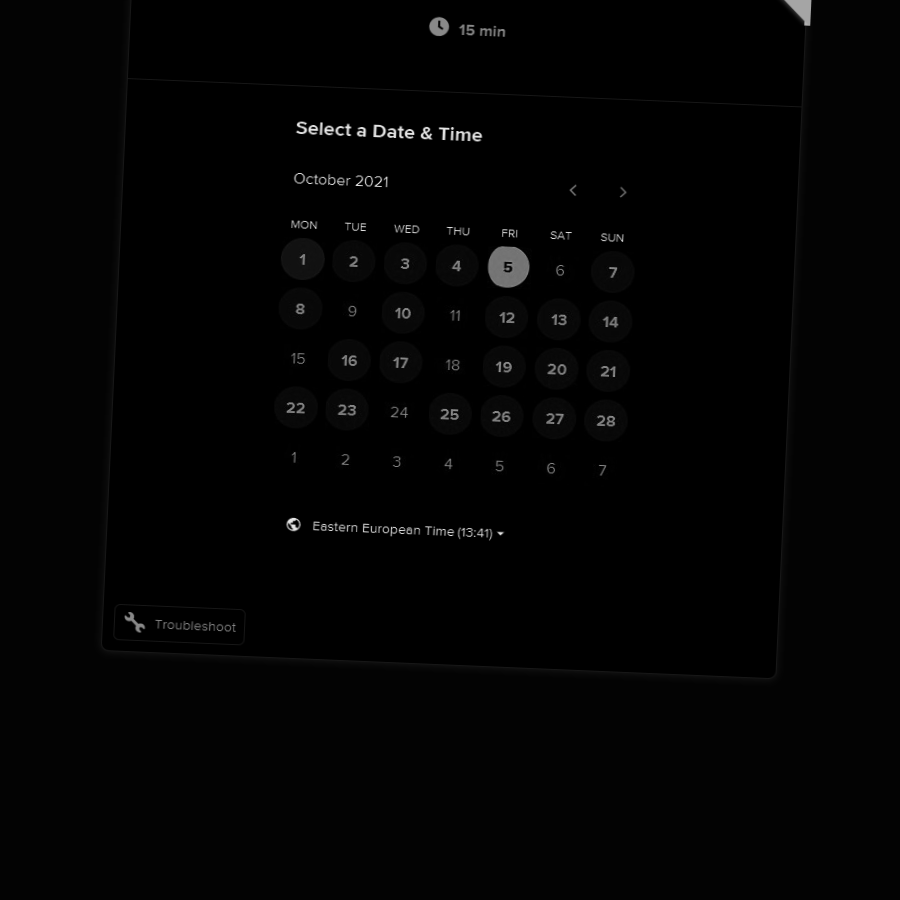 15 min
Select a Date & Time
October 2021
MON TUE WED THU FRI SAT SUN
1 2 3 4 5 6 7
8 9 10 11 12 13 14
15 16 17 18 19 20 21
22 23 24 25 26 27 28
1 2 3 4 5 6 7
Eastern European Time (13:41)
Troubleshoot